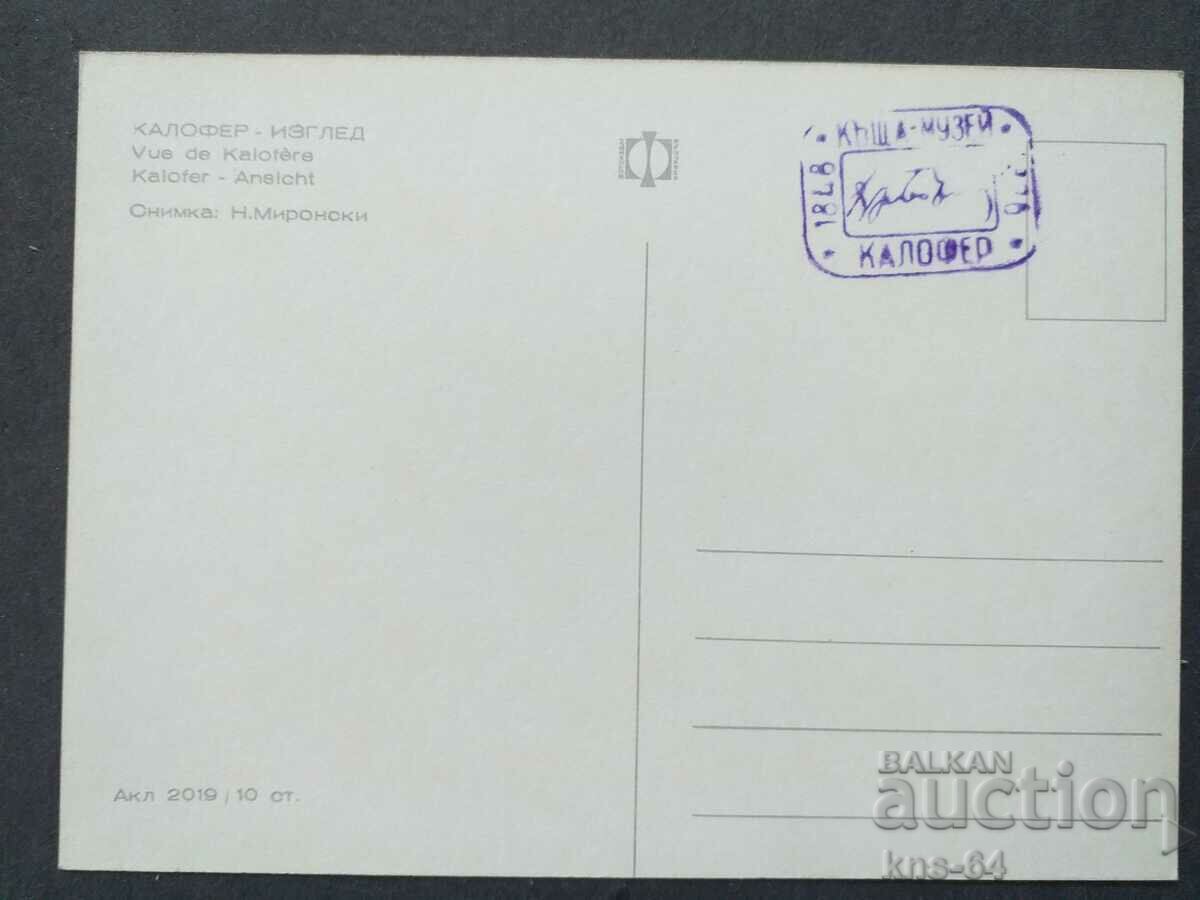 КАЛОФЕР - ИЗГЛЕД
Vue de Kalofère
Kalofer - Ansicht
Снимка: Н. Миронски
КЪЩА-МУЗЕЙ
1848
КАЛОФЕР
Акл 2019 / 10 ст.
BALKAN
auction
kns-64